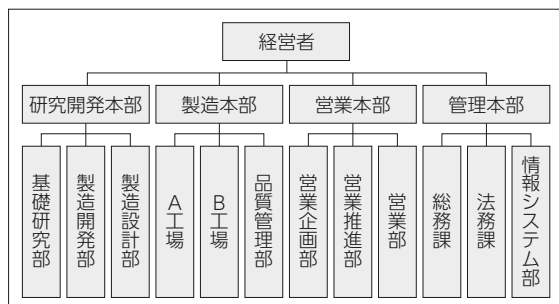 経営者
研究開発本部
製造本部
営業本部
管理本部
基礎研究部
製造開発部
製造設計部
A工場
B工場
品質管理部
営業企画部
営業推進部
営業部
総務課
法務課
情報システム部